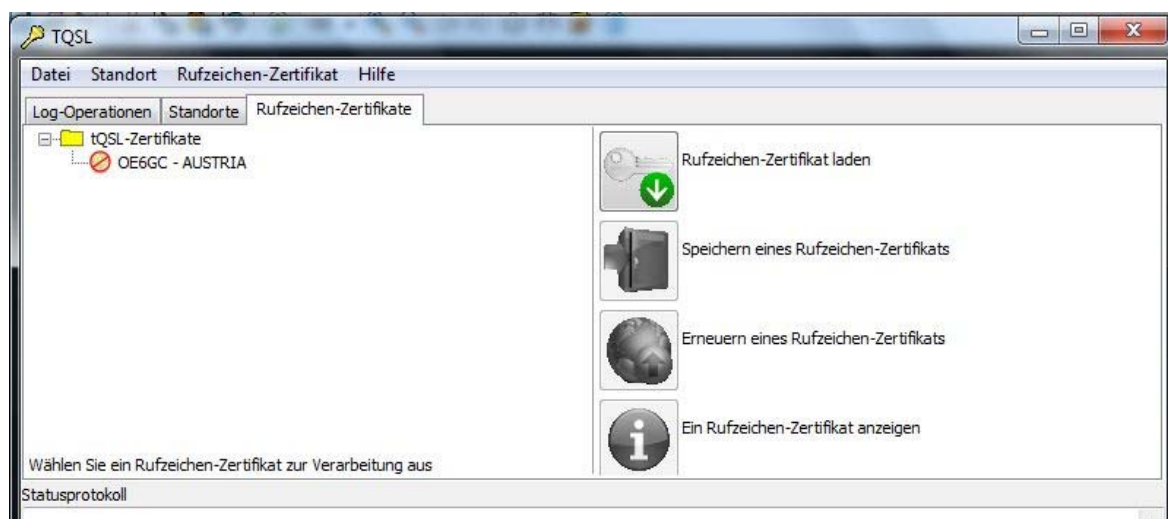 TQSL
Datei Standort Rufzeichen-Zertifikat Hilfe
Log-Operationen Standorte Rufzeichen-Zertifikate
tQSL-Zertifikate
OE6GC - AUSTRIA
Rufzeichen-Zertifikat laden
Speichern eines Rufzeichen-Zertifikats
Erneuern eines Rufzeichen-Zertifikats
Ein Rufzeichen-Zertifikat anzeigen
Wählen Sie ein Rufzeichen-Zertifikat zur Verarbeitung aus
Statusprotokoll